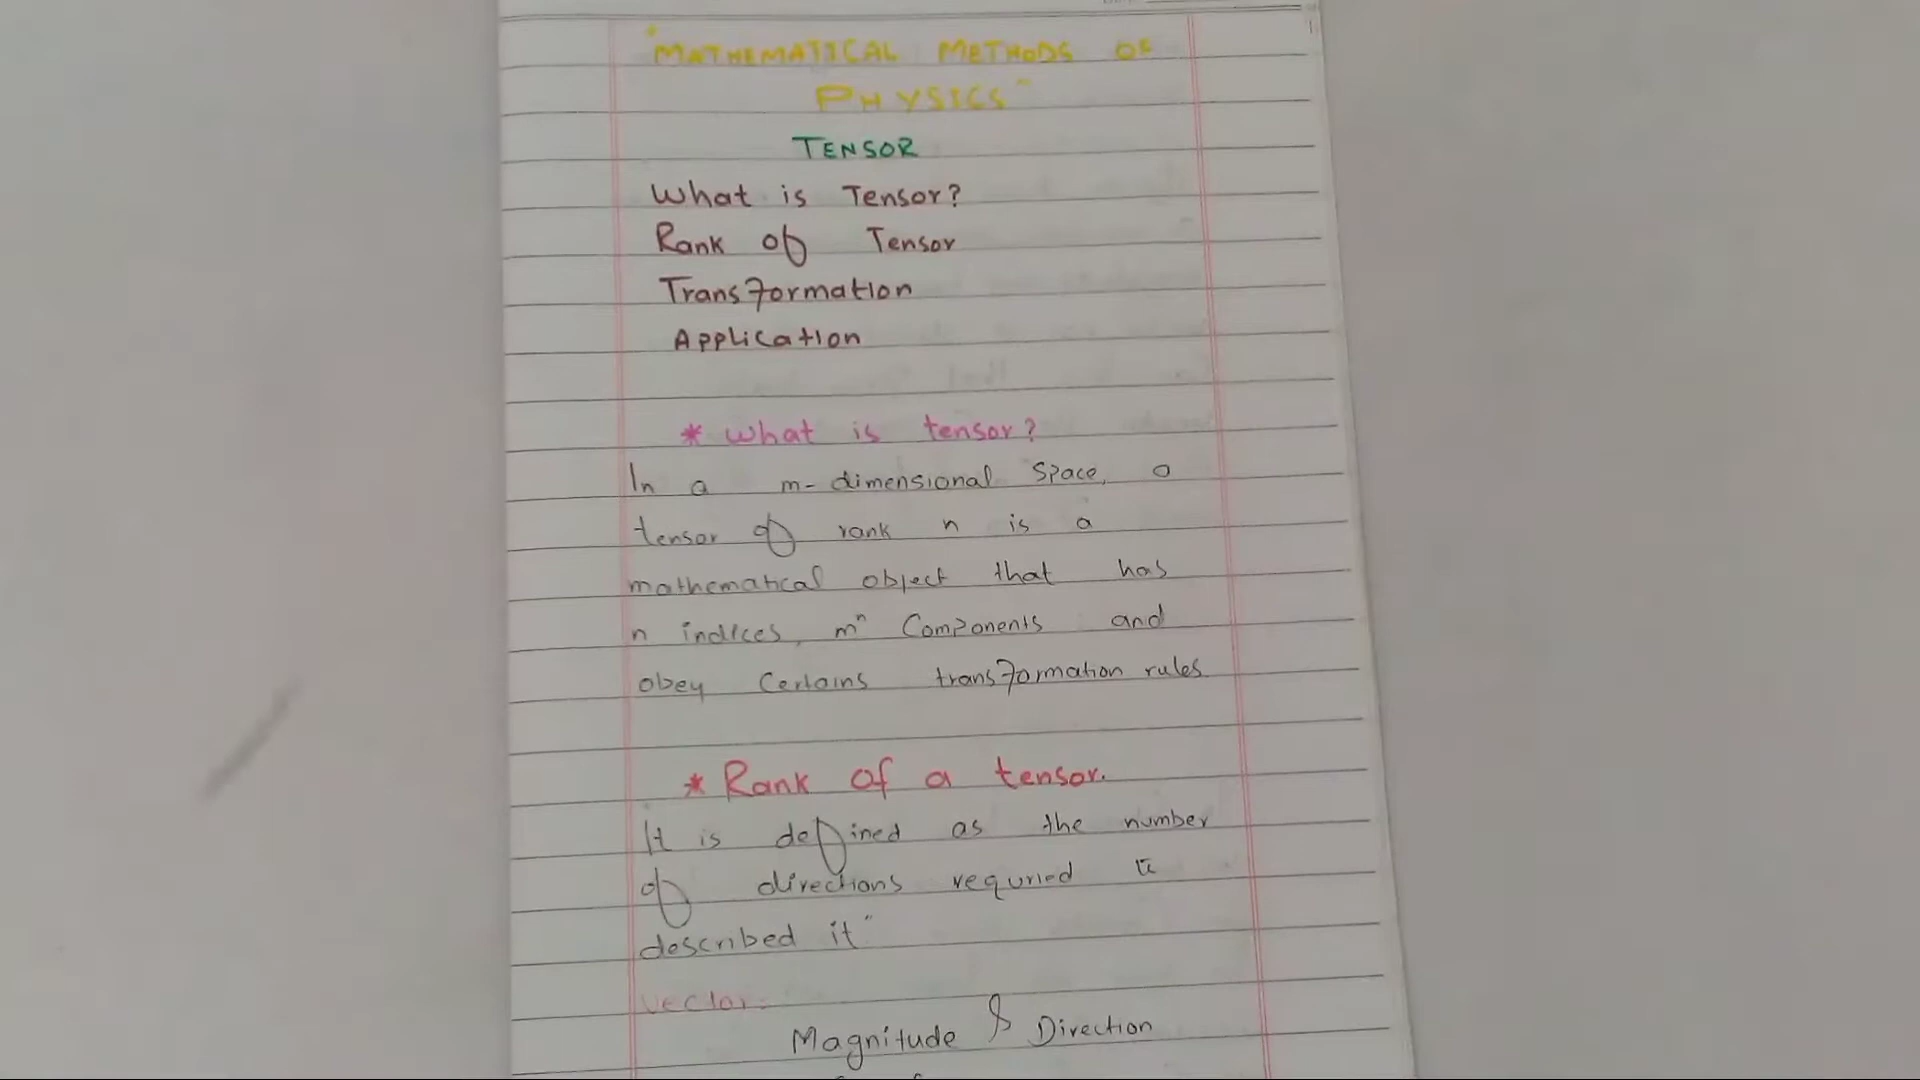 "MATHEMATICAL METHODS OF
PHYSICS"
TENSOR
What is Tensor?
Rank of Tensor
Transformation
Application
* What is tensor?
In a m-dimensional space, a
tensor of rank n is a
mathematical object that has
n indices, mⁿ Components and
obey Certains transformation rules
* Rank of a tensor.
It is defined as the number
of directions requried to
described it"
Vector.
Magnitude & Direction